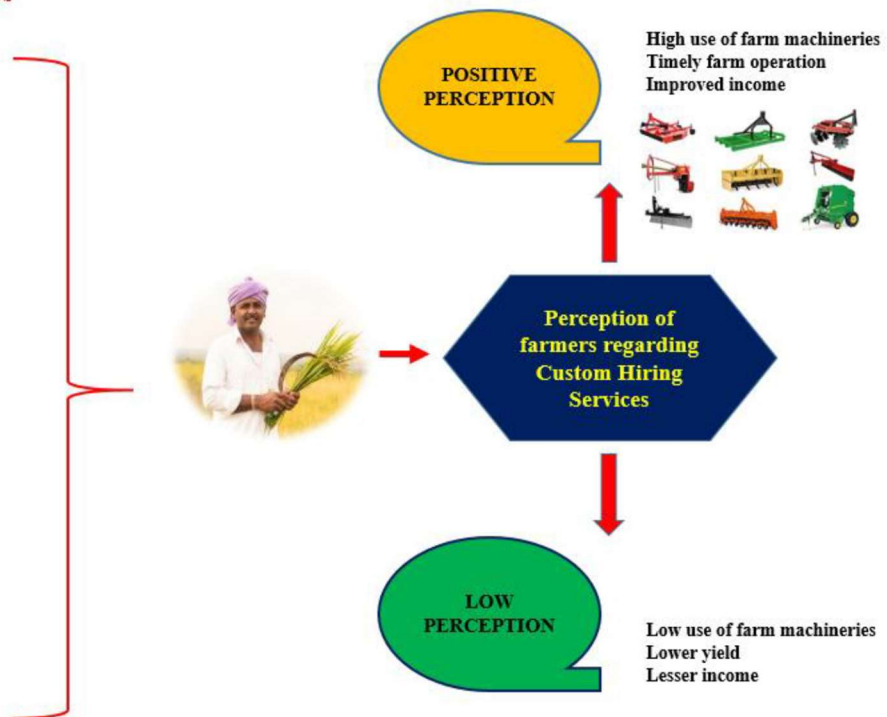 POSITIVE
PERCEPTION
High use of farm machineries
Timely farm operation
Improved income
Perception of
farmers regarding
Custom Hiring
Services
LOW
PERCEPTION
Low use of farm machineries
Lower yield
Lesser income